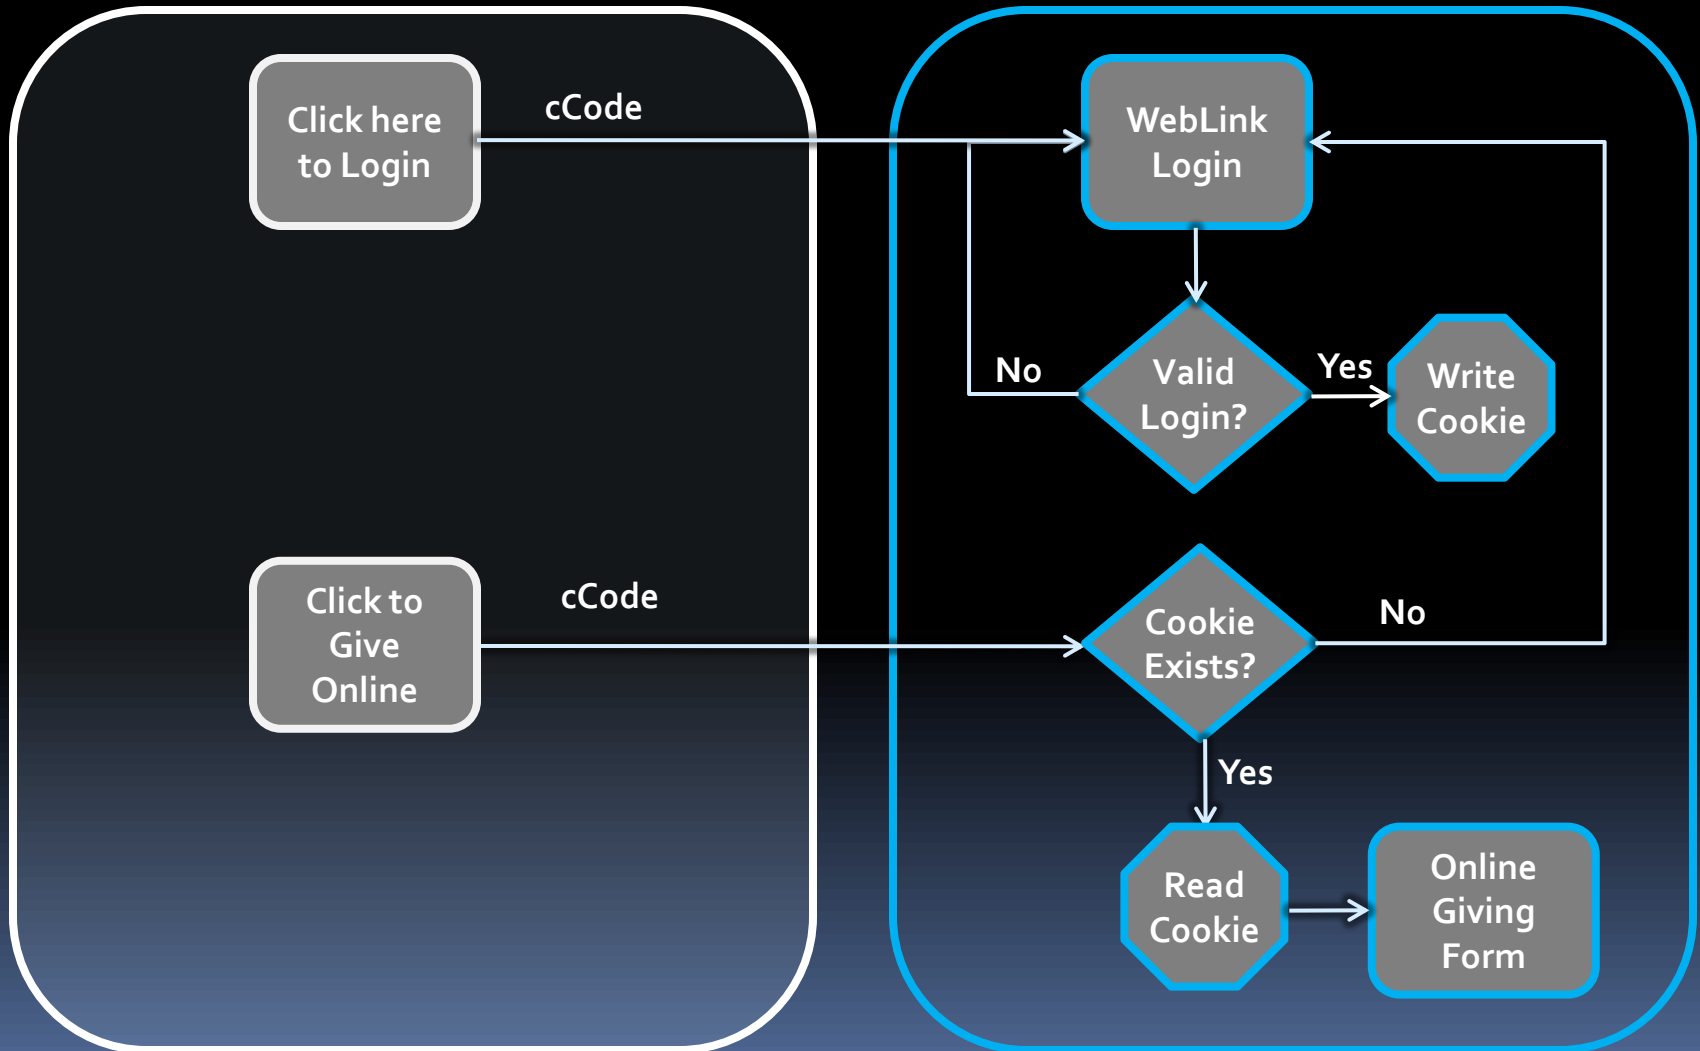 Click here
to Login
cCode
WebLink
Login
No
Valid
Login?
Yes
Write
Cookie
Click to
Give
Online
cCode
Cookie
Exists?
No
Yes
Read
Cookie
Online
Giving
Form